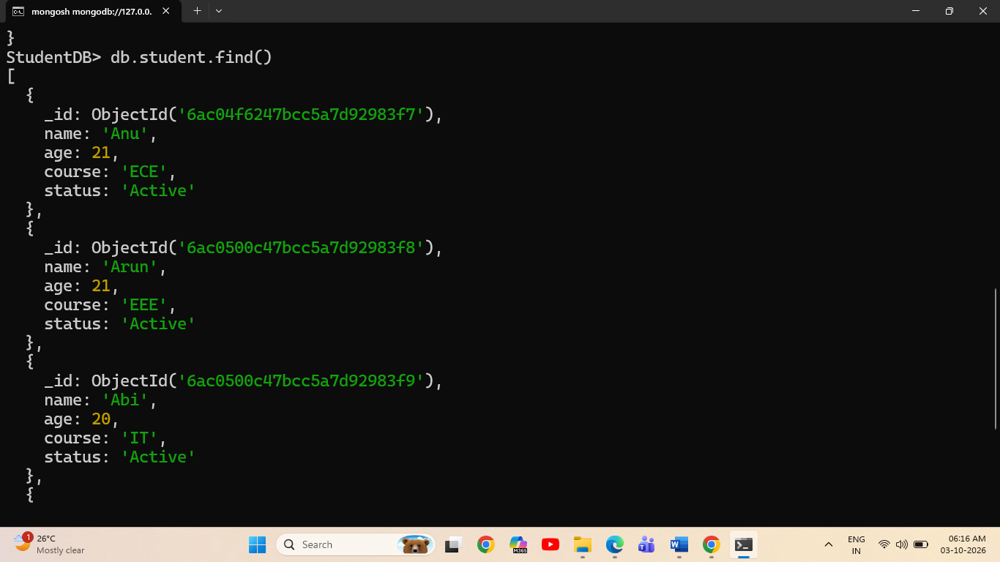 mongosh mongodb://127.0.0.
}
StudentDB> db.student.find()
[
{
_id: ObjectId('6ac04f6247bcc5a7d92983f7'),
name: 'Anu',
age: 21,
course: 'ECE',
status: 'Active'
},
{
_id: ObjectId('6ac0500c47bcc5a7d92983f8'),
name: 'Arun',
age: 21,
course: 'EEE',
status: 'Active'
},
{
_id: ObjectId('6ac0500c47bcc5a7d92983f9'),
name: 'Abi',
age: 20,
course: 'IT',
status: 'Active'
},
{
1
26°C
Mostly clear
Search
M365
ENG
IN
06:16 AM
03-10-2026